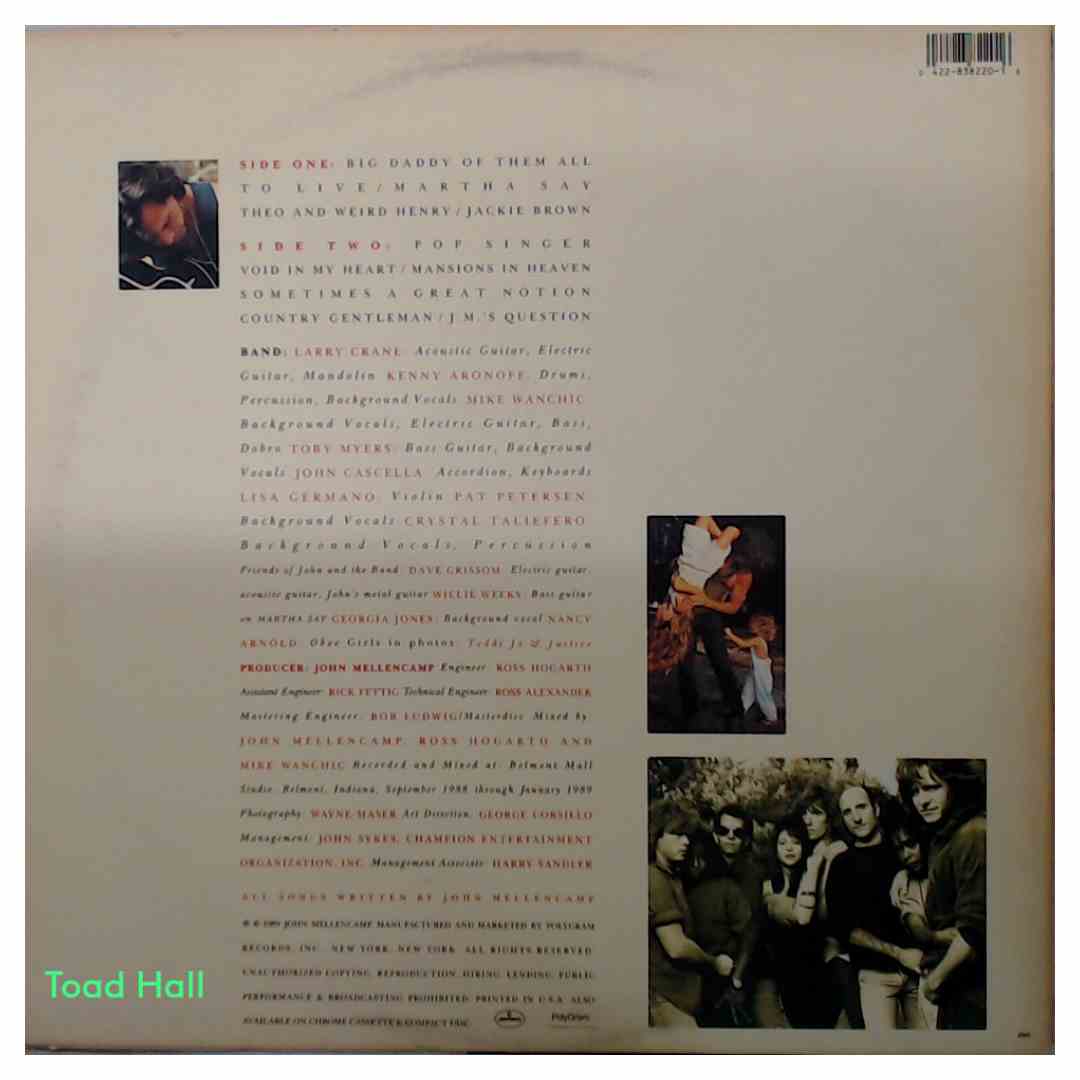 0 422-838220-1
SIDE ONE: BIG DADDY OF THEM ALL
TO LIVE/MARTHA SAY
THEO AND WEIRD HENRY/JACKIE BROWN
SIDE TWO: POP SINGER
VOID IN MY HEART/MANSIONS IN HEAVEN
SOMETIMES A GREAT NOTION
COUNTRY GENTLEMAN/J.M.'S QUESTION
BAND: LARRY CRANE: Acoustic Guitar, Electric
Guitar, Mandolin KENNY ARONOFF: Drums,
Percussion, Background Vocals MIKE WANCHIC:
Background Vocals, Electric Guitar, Bass,
Dobro TOBY MYERS: Bass Guitar, Background
Vocals JOHN CASCELLA: Accordion, Keyboards
LISA GERMANO: Violin PAT PETERSEN:
Background Vocals CRYSTAL TALIEFERO:
Background Vocals, Percussion
Friends of John and the Band: DAVE GRISSOM: Electric guitar,
acoustic guitar, John's metal guitar WILLIE WEEKS: Bass guitar
on MARTHA SAY GEORGIA JONES: Background vocal NANCY
ARNOLD: Oboe Girls in photos: Teddi Jo & Justice
PRODUCER: JOHN MELLENCAMP Engineer: ROSS HOGARTH
Assistant Engineer: RICK FETTIG Technical Engineer: ROSS ALEXANDER
Mastering Engineer: BOB LUDWIG/Masterdisc Mixed by:
JOHN MELLENCAMP, ROSS HOGARTH AND
MIKE WANCHIC Recorded and Mixed at: Belmont Mall
Studio, Belmont, Indiana, September 1988 through January 1989
Photography: WAYNE MASER Art Direction: GEORGE CORSILLO
Management: JOHN SYKES, CHAMPION ENTERTAINMENT
ORGANIZATION, INC. Management Associate: HARRY SANDLER
ALL SONGS WRITTEN BY JOHN MELLENCAMP
℗ © 1989 JOHN MELLENCAMP. MANUFACTURED AND MARKETED BY POLYGRAM
RECORDS, INC. NEW YORK, NEW YORK. ALL RIGHTS RESERVED.
UNAUTHORIZED COPYING, REPRODUCTION, HIRING, LENDING, PUBLIC
PERFORMANCE & BROADCASTING PROHIBITED. PRINTED IN U.S.A. ALSO
AVAILABLE ON CHROME CASSETTE & COMPACT DISC.
PolyGram
Toad Hall